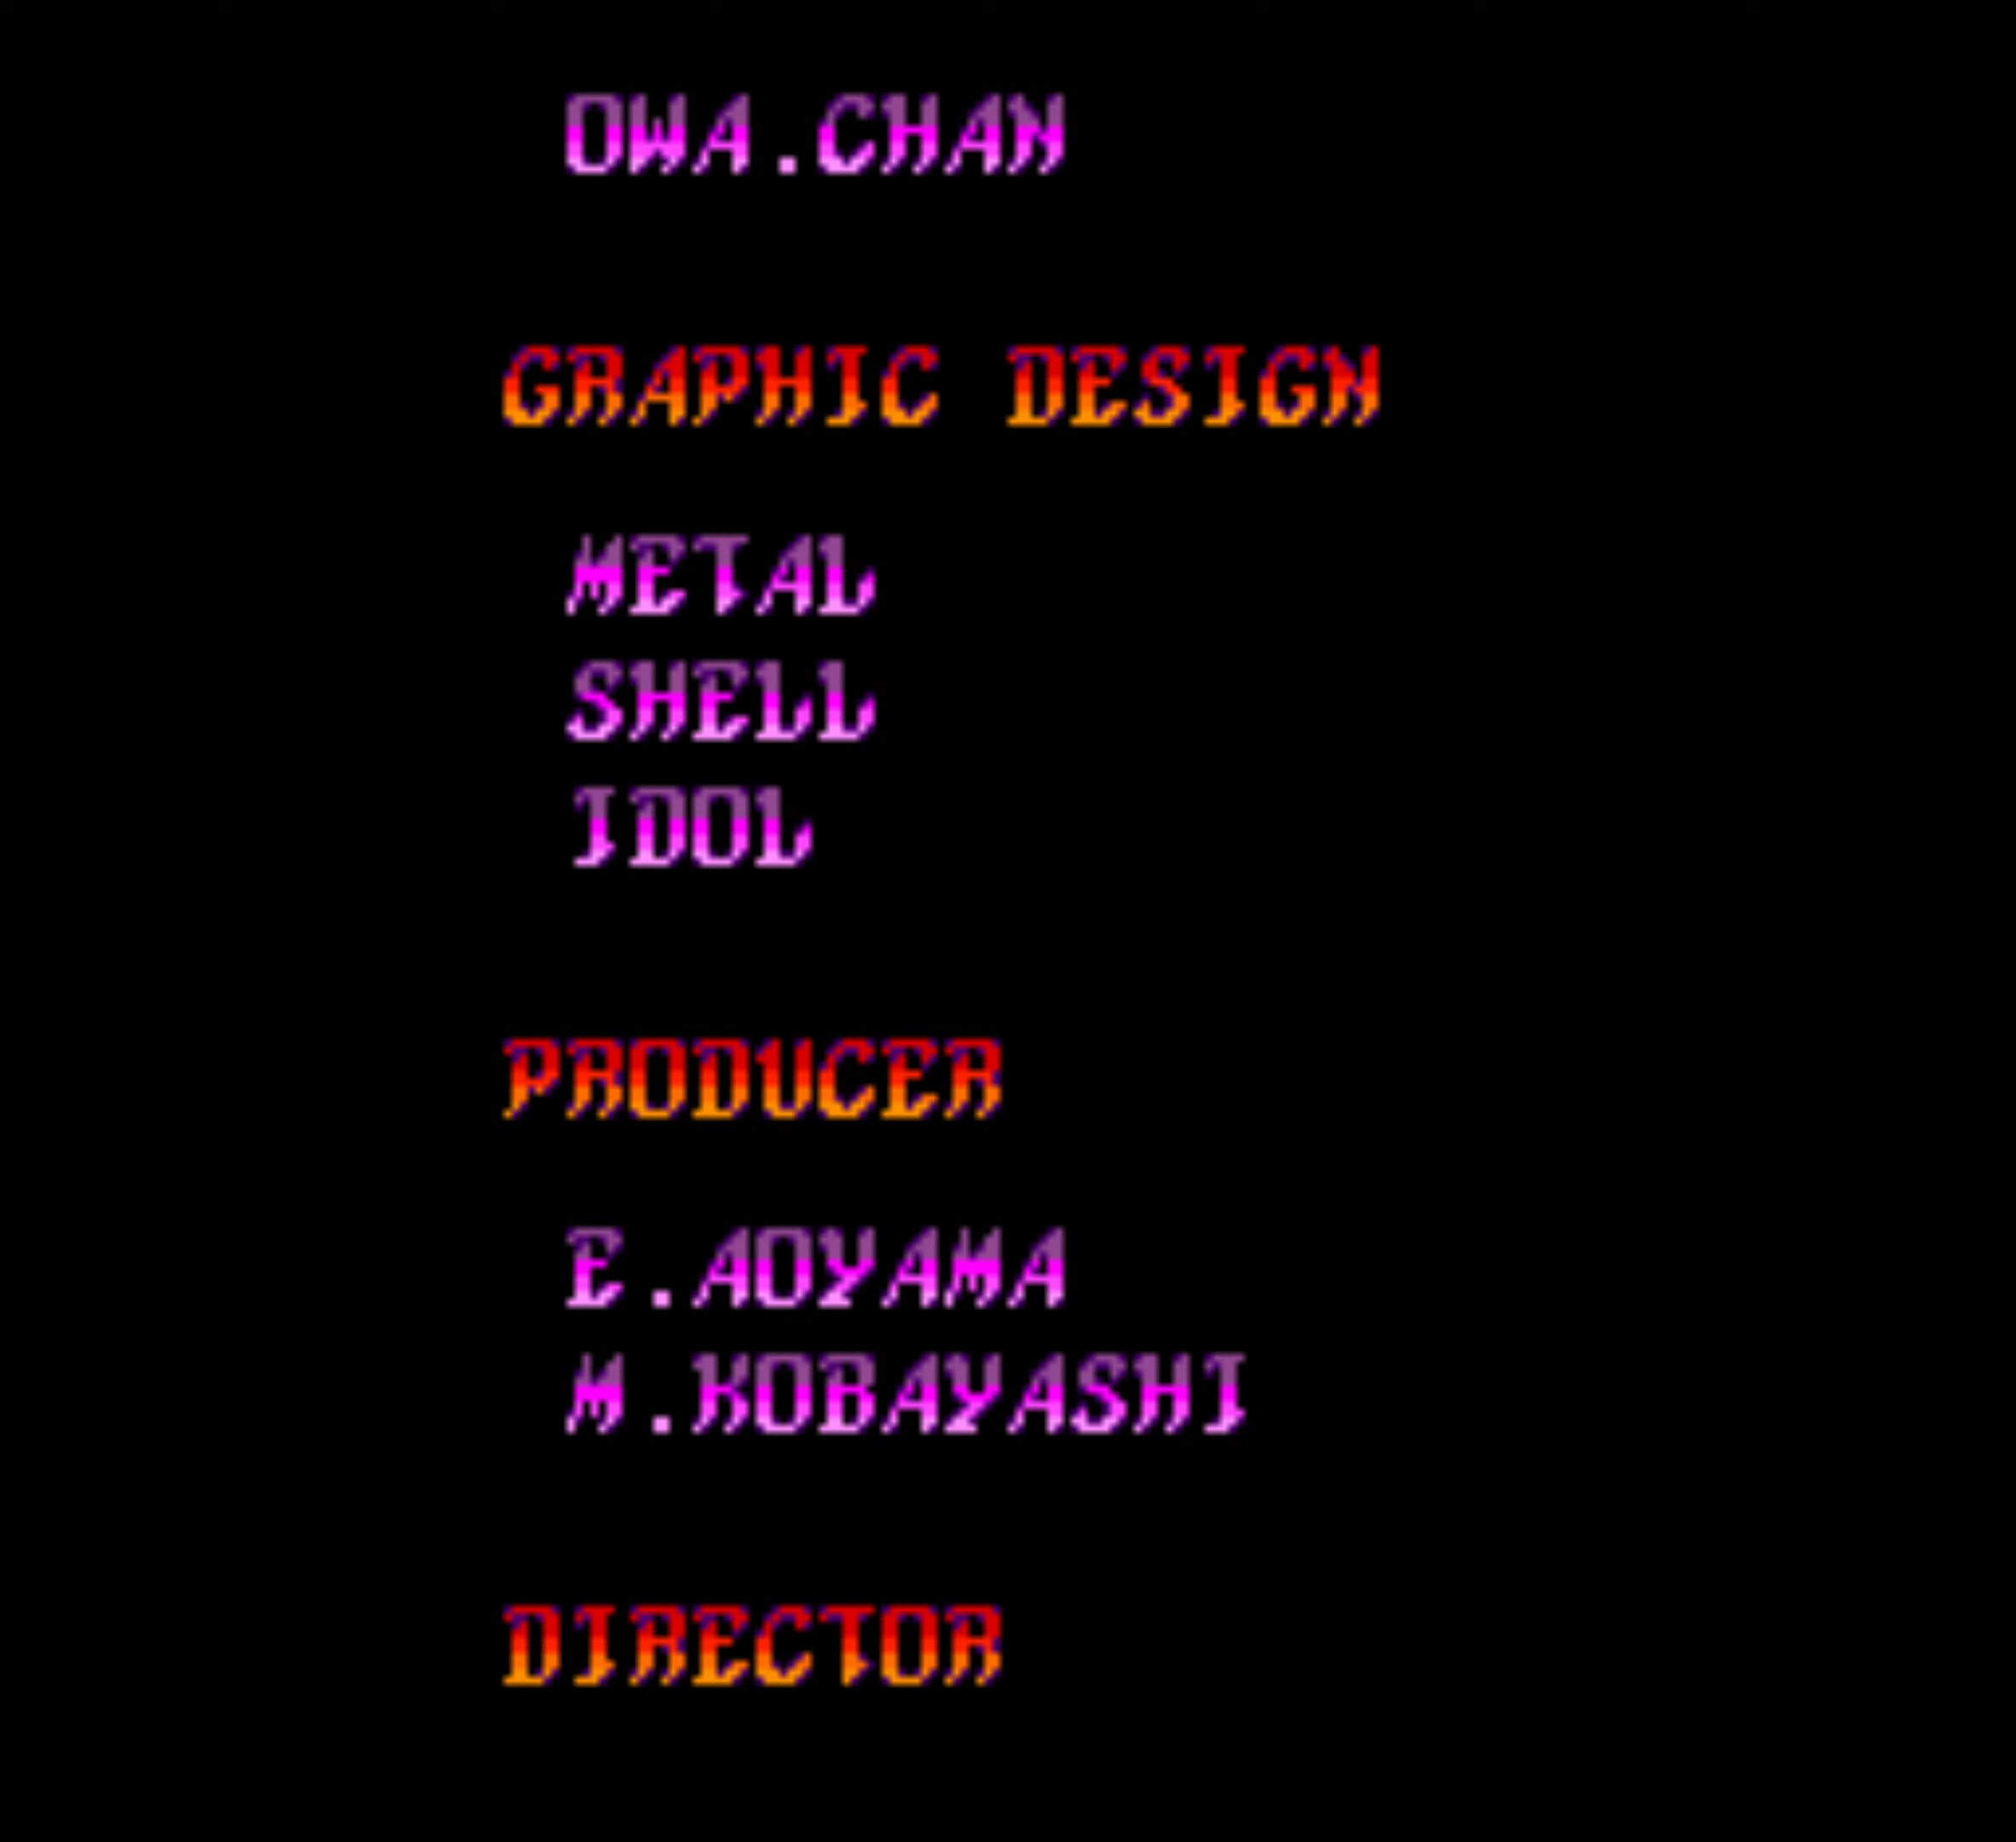 OWA.CHAN
GRAPHIC DESIGN
METAL
SHELL
IDOL
PRODUCER
E.AOYAMA
M.KOBAYASHI
DIRECTOR